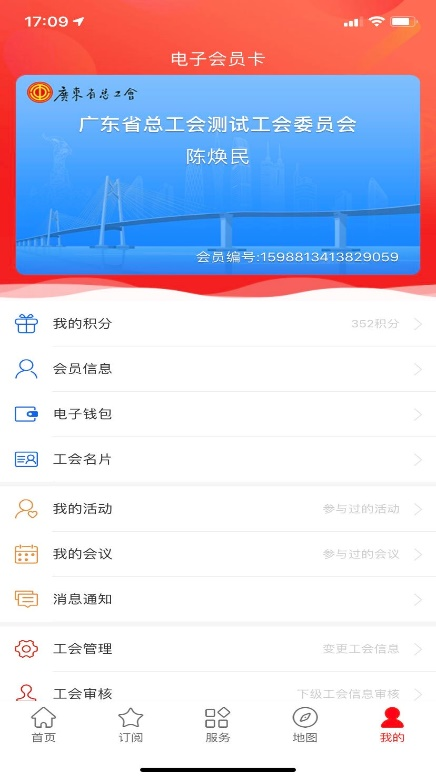 17:09
电子会员卡
廣東省总工會
广东省总工会测试工会委员会
陈焕民
会员编号:1598813413829059
我的积分 352积分
会员信息
电子钱包
工会名片
我的活动 参与过的活动
我的会议 参与过的会议
消息通知
工会管理 变更工会信息
工会审核 下级工会信息审核
首页 订阅 服务 地图 我的